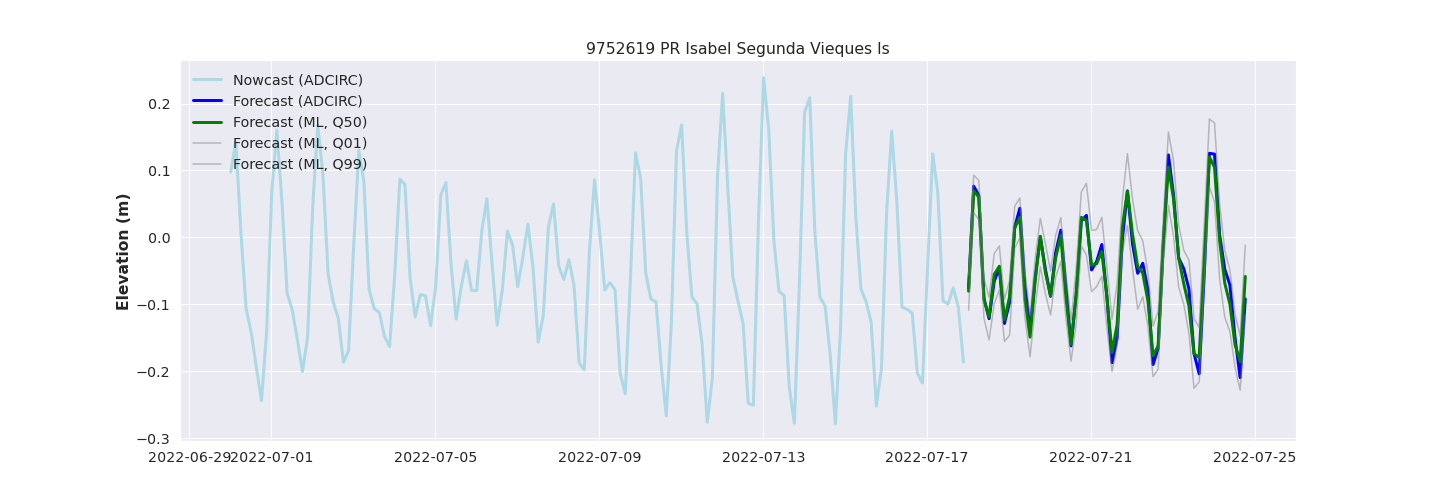 9752619 PR Isabel Segunda Vieques Is
Nowcast (ADCIRC)
Forecast (ADCIRC)
Forecast (ML, Q50)
Forecast (ML, Q01)
Forecast (ML, Q99)
Elevation (m)
0.2
0.1
0.0
−0.1
−0.2
−0.3
2022-06-29 2022-07-01 2022-07-05 2022-07-09 2022-07-13 2022-07-17 2022-07-21 2022-07-25